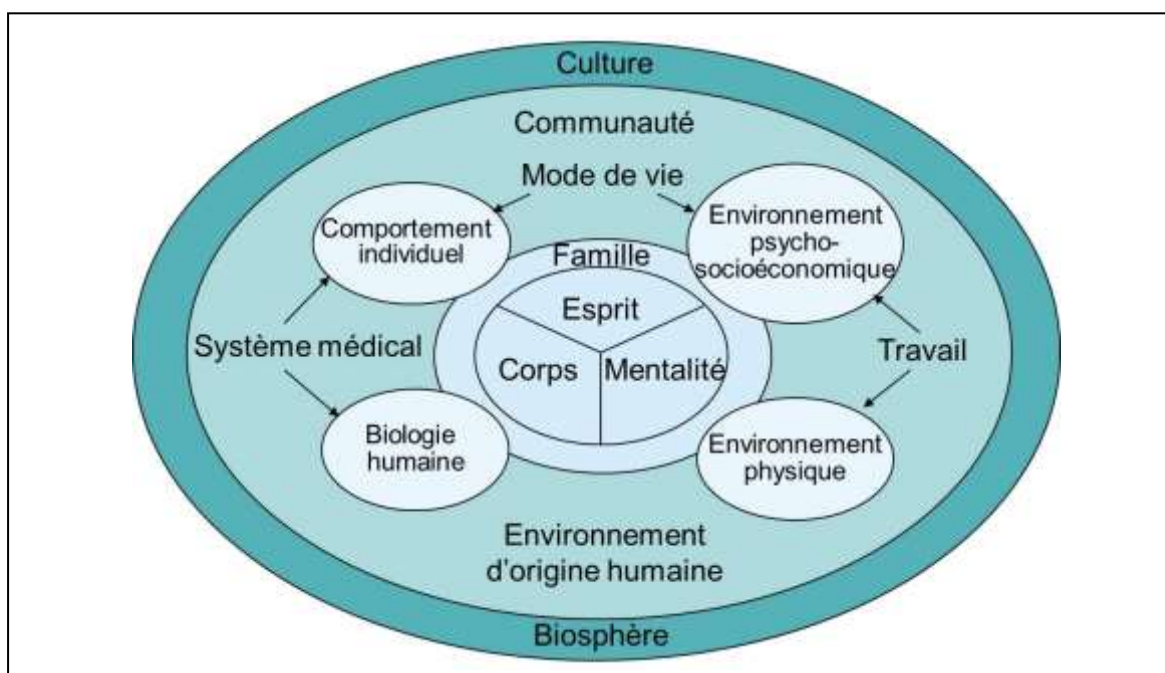 Culture
Communauté
Mode de vie
Comportement
individuel
Environnement
psycho-
socioéconomique
Famille
Esprit
Système médical
Corps
Mentalité
Travail
Biologie
humaine
Environnement
physique
Environnement
d'origine humaine
Biosphère